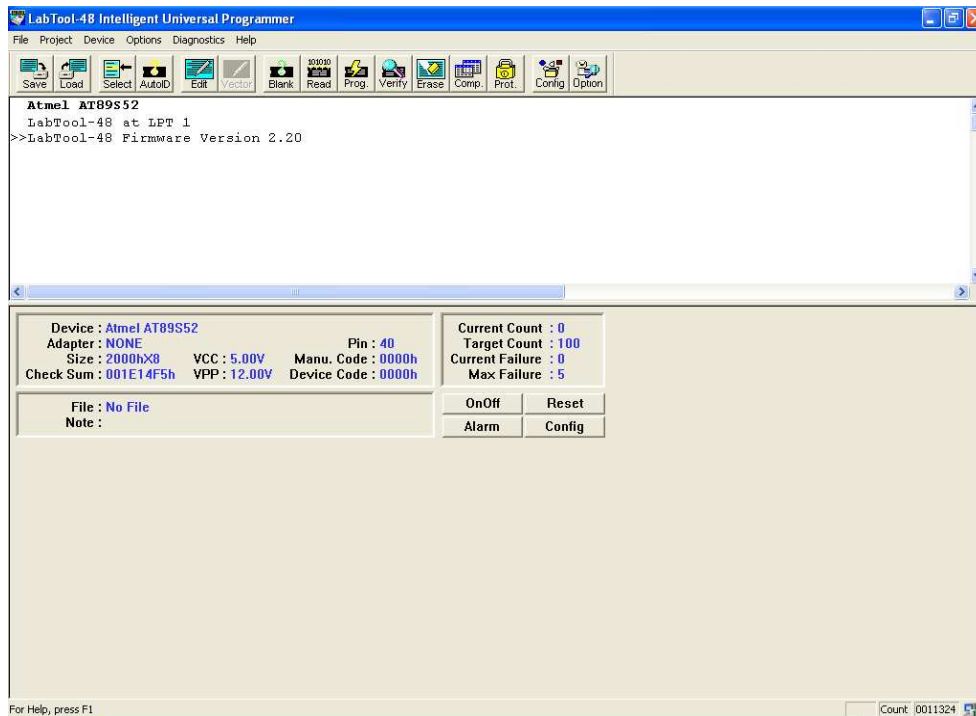 LabTool-48 Intelligent Universal Programmer
File Project Device Options Diagnostics Help
Save Load Select AutoID Edit Vector Blank 101010 Read Prog. Verify Erase Comp. Prot. Config Option
Atmel AT89S52
LabTool-48 at LPT 1
>>LabTool-48 Firmware Version 2.20
Device : Atmel AT89S52
Adapter : NONE Pin : 40
Size : 2000hX8 VCC : 5.00V Manu. Code : 0000h
Check Sum : 001E14F5h VPP : 12.00V Device Code : 0000h
Current Count : 0
Target Count : 100
Current Failure : 0
Max Failure : 5
File : No File
Note :
OnOff Reset
Alarm Config
For Help, press F1
Count 0011324